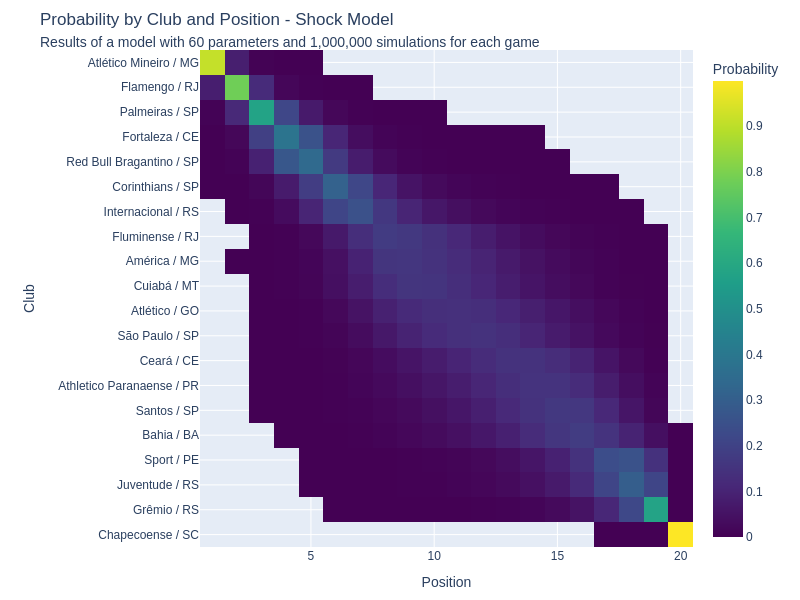 Probability by Club and Position - Shock Model
Results of a model with 60 parameters and 1,000,000 simulations for each game
Probability
Atlético Mineiro / MG
Flamengo / RJ
Palmeiras / SP
Fortaleza / CE
Red Bull Bragantino / SP
Corinthians / SP
Internacional / RS
Fluminense / RJ
América / MG
Cuiabá / MT
Atlético / GO
São Paulo / SP
Ceará / CE
Athletico Paranaense / PR
Santos / SP
Bahia / BA
Sport / PE
Juventude / RS
Grêmio / RS
Chapecoense / SC
Club
5
10
15
20
Position
0.9
0.8
0.7
0.6
0.5
0.4
0.3
0.2
0.1
0